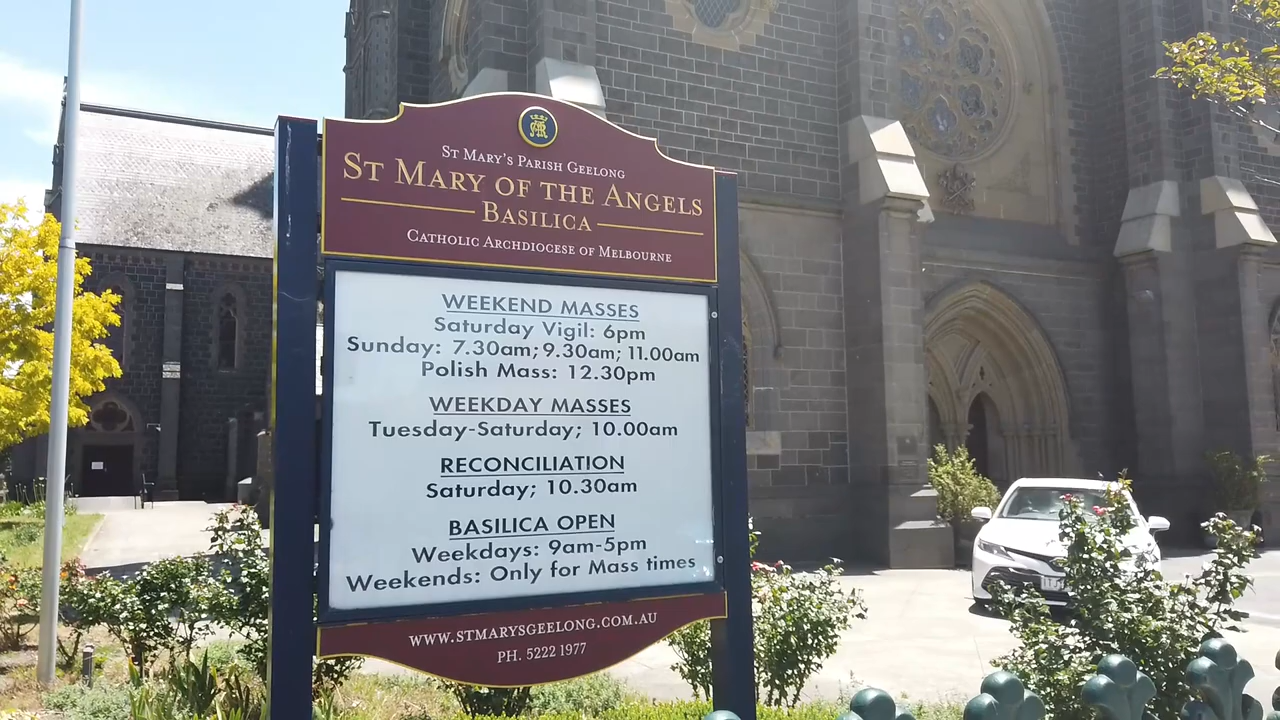 ST MARY'S PARISH GEELONG
ST MARY OF THE ANGELS
BASILICA
CATHOLIC ARCHDIOCESE OF MELBOURNE
WEEKEND MASSES
Saturday Vigil: 6pm
Sunday: 7.30am; 9.30am; 11.00am
Polish Mass: 12.30pm
WEEKDAY MASSES
Tuesday-Saturday; 10.00am
RECONCILIATION
Saturday; 10.30am
BASILICA OPEN
Weekdays: 9am-5pm
Weekends: Only for Mass times
WWW.STMARYSGEELONG.COM.AU
PH. 5222 1977